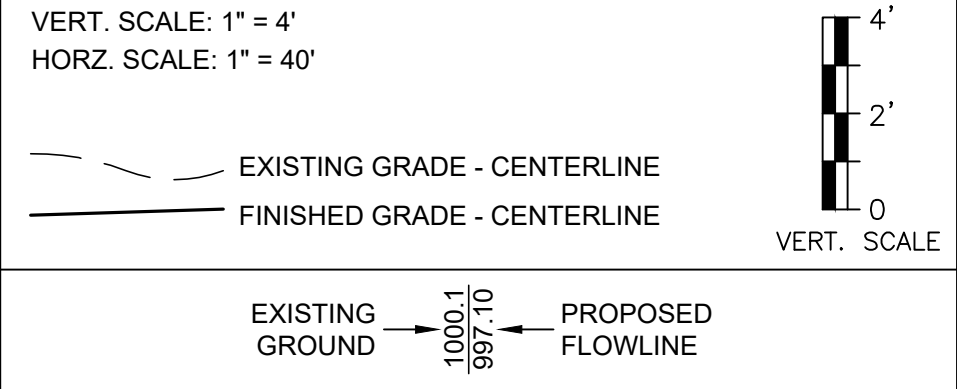 VERT. SCALE: 1" = 4'
HORZ. SCALE: 1" = 40'
4'
2'
0
VERT. SCALE
EXISTING GRADE - CENTERLINE
FINISHED GRADE - CENTERLINE
EXISTING
GROUND
1000.1
997.10
PROPOSED
FLOWLINE